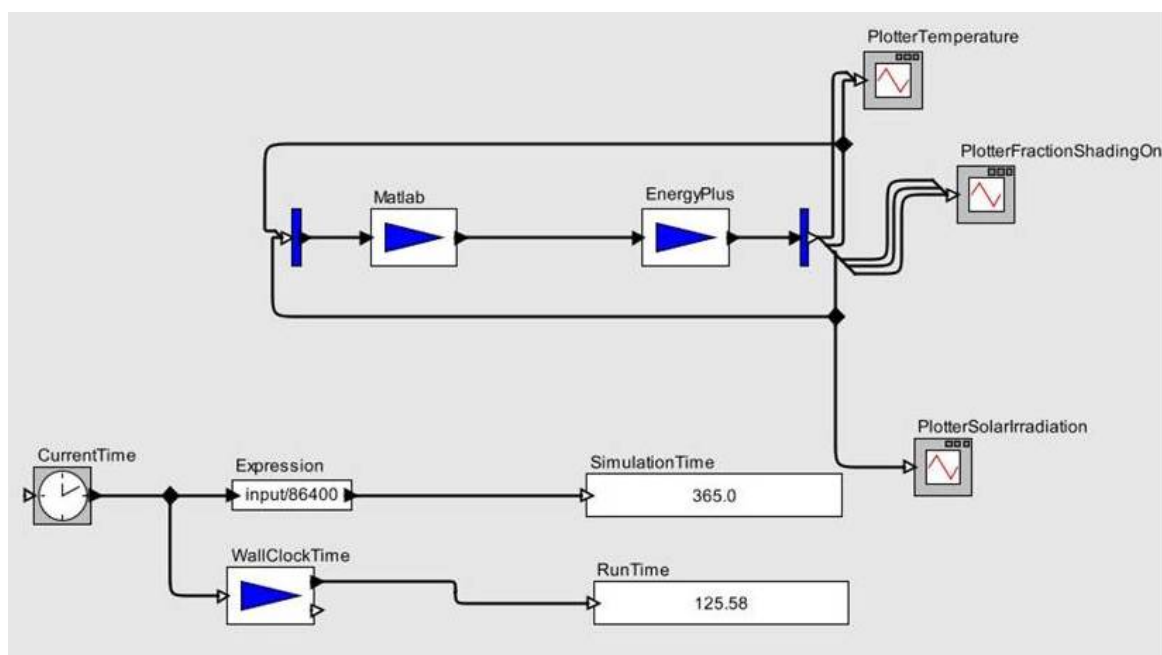 PlotterTemperature
PlotterFractionShadingOn
Matlab
EnergyPlus
PlotterSolarIrradiation
CurrentTime
Expression
input/86400
SimulationTime
365.0
WallClockTime
RunTime
125.58